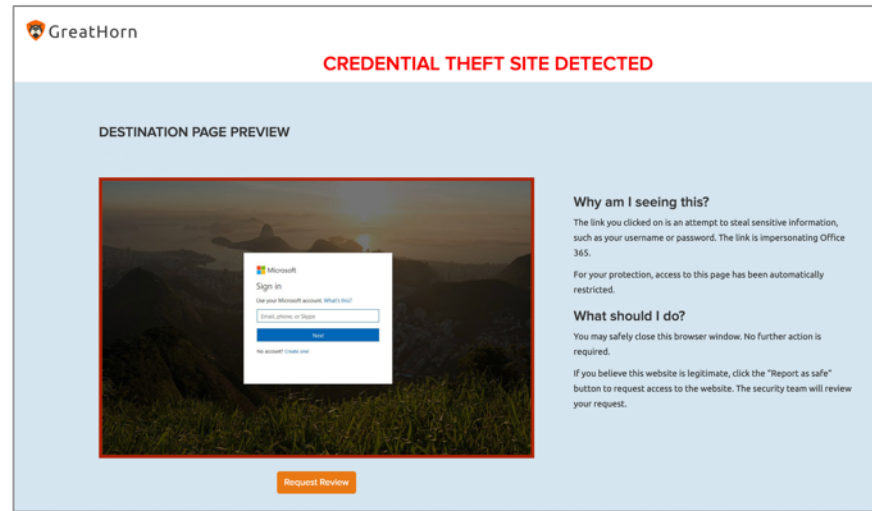 GreatHorn
CREDENTIAL THEFT SITE DETECTED
DESTINATION PAGE PREVIEW
Microsoft
Sign in
Use your Microsoft account. What's this?
Email, phone, or Skype
Next
No account? Create one!
Request Review
Why am I seeing this?
The link you clicked on is an attempt to steal sensitive information,
such as your username or password. The link is impersonating Office
365.
For your protection, access to this page has been automatically
restricted.
What should I do?
You may safely close this browser window. No further action is
required.
If you believe this website is legitimate, click the "Report as safe"
button to request access to the website. The security team will review
your request.